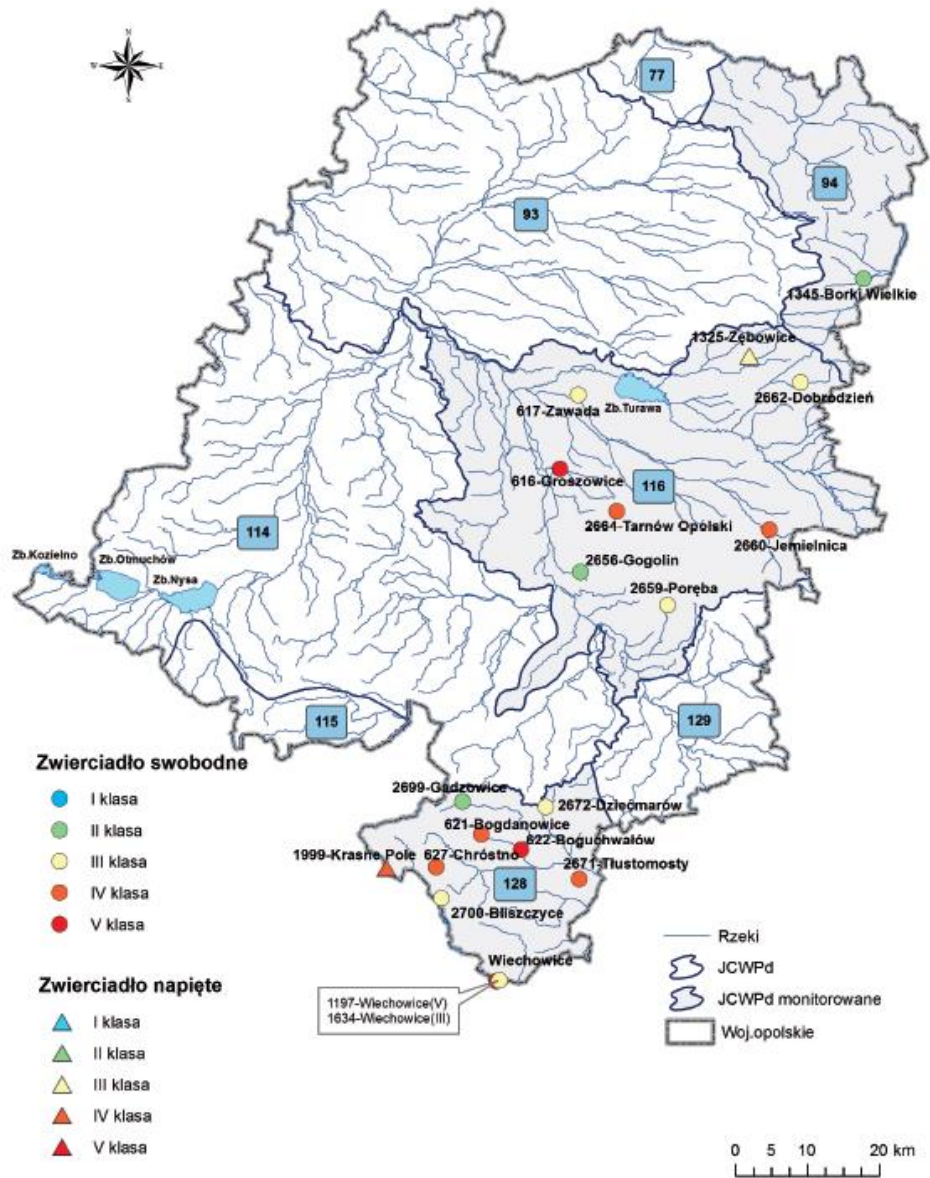 N
W
E
S
77
94
93
1345-Borki Wielkie
1325-Zębowice
2662-Dobrodzień
617-Zawada
Zb.Turawa
616-Groszowice
116
2664-Tarnów Opolski
2660-Jemielnica
114
2656-Gogolin
2659-Poręba
Zb.Kozielno
Zb.Otmuchów
Zb.Nysa
115
129
Zwierciadło swobodne
I klasa
II klasa
III klasa
IV klasa
V klasa
2699-Gadzowice
2672-Dziećmarów
621-Bogdanowice
622-Boguchwałów
1999-Krasne Pole
627-Chróstno
2671-Tłustomosty
128
2700-Bliszczyce
Wiechowice
1197-Wiechowice(V)
1634-Wiechowice(III)
Zwierciadło napięte
I klasa
II klasa
III klasa
IV klasa
V klasa
Rzeki
JCWPd
JCWPd monitorowane
Woj.opolskie
0 5 10 20 km